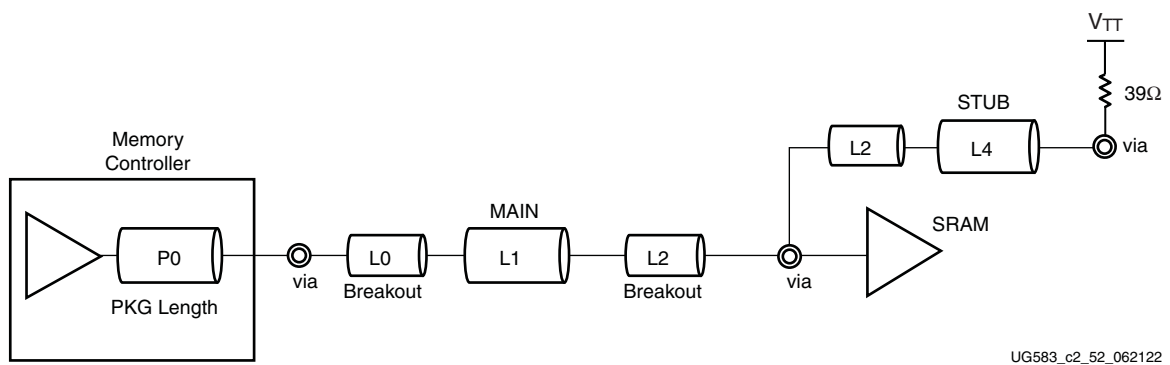 VTT
39Ω
STUB
L2
L4
via
Memory
Controller
MAIN
SRAM
P0
L0
L1
L2
via
Breakout
Breakout
via
PKG Length
UG583_c2_52_062122